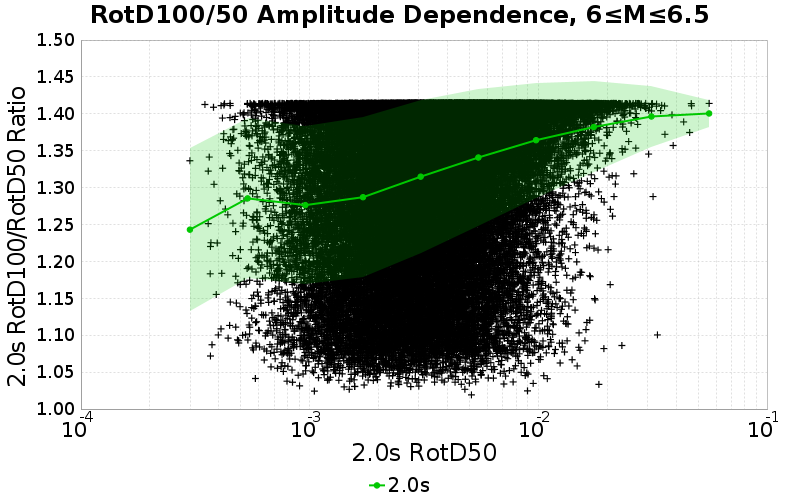 RotD100/50 Amplitude Dependence, 6≤M≤6.5
2.0s RotD100/RotD50 Ratio
1.50
1.45
1.40
1.35
1.30
1.25
1.20
1.15
1.10
1.05
1.00
10^-4 10^-3 10^-2 10^-1
2.0s RotD50
2.0s